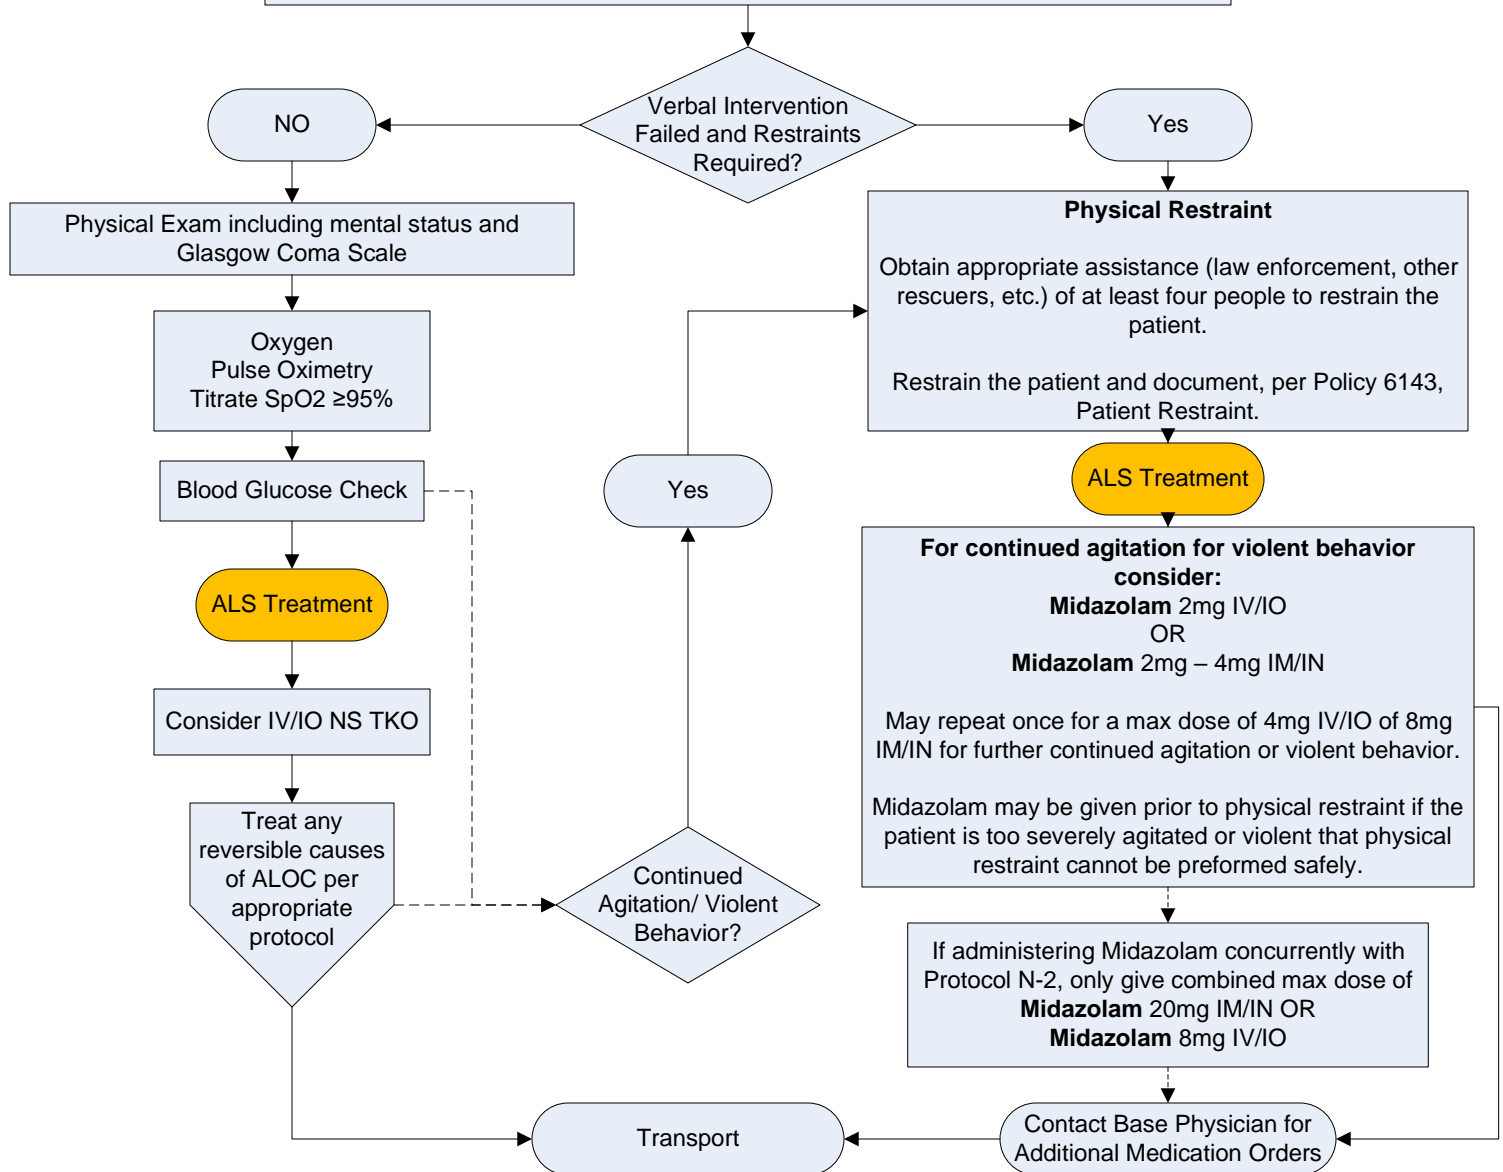 Verbal Intervention
Failed and Restraints
Required?
NO
Yes
Physical Exam including mental status and
Glasgow Coma Scale
Oxygen
Pulse Oximetry
Titrate SpO2 ≥95%
Blood Glucose Check
ALS Treatment
Consider IV/IO NS TKO
Treat any
reversible causes
of ALOC per
appropriate
protocol
Continued
Agitation/ Violent
Behavior?
Yes
Physical Restraint
Obtain appropriate assistance (law enforcement, other
rescuers, etc.) of at least four people to restrain the
patient.
Restrain the patient and document, per Policy 6143,
Patient Restraint.
ALS Treatment
For continued agitation for violent behavior
consider:
Midazolam 2mg IV/IO
OR
Midazolam 2mg – 4mg IM/IN
May repeat once for a max dose of 4mg IV/IO of 8mg
IM/IN for further continued agitation or violent behavior.
Midazolam may be given prior to physical restraint if the
patient is too severely agitated or violent that physical
restraint cannot be preformed safely.
If administering Midazolam concurrently with
Protocol N-2, only give combined max dose of
Midazolam 20mg IM/IN OR
Midazolam 8mg IV/IO
Contact Base Physician for
Additional Medication Orders
Transport